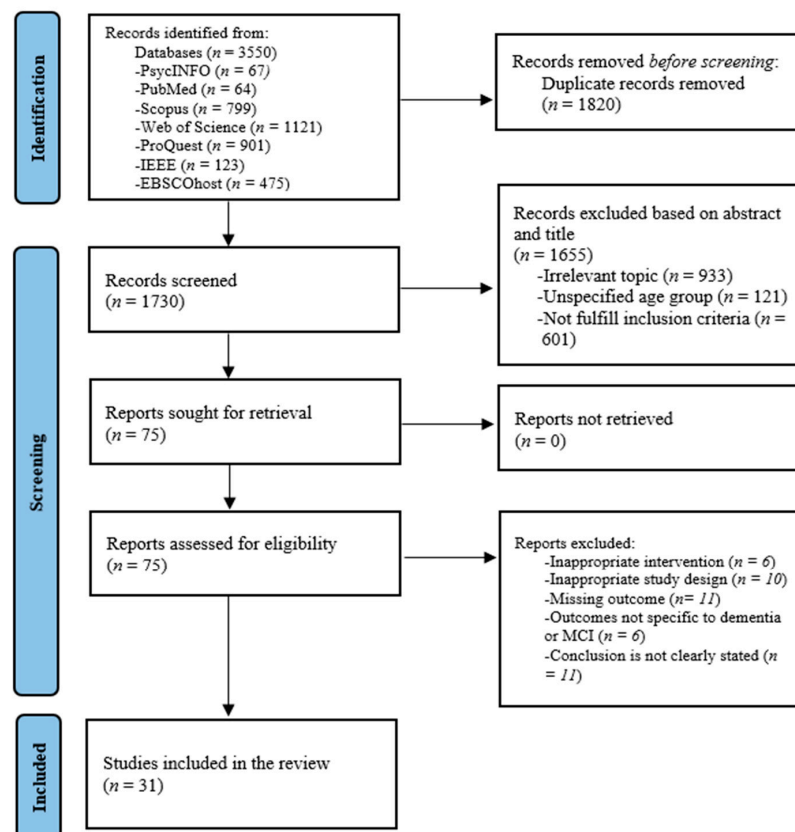 Identification
Records identified from:
Databases (n = 3550)
-PsycINFO (n = 67)
-PubMed (n = 64)
-Scopus (n = 799)
-Web of Science (n = 1121)
-ProQuest (n = 901)
-IEEE (n = 123)
-EBSCOhost (n = 475)
Records removed before screening:
Duplicate records removed
(n = 1820)
Screening
Records screened
(n = 1730)
Records excluded based on abstract
and title
(n = 1655)
-Irrelevant topic (n = 933)
-Unspecified age group (n = 121)
-Not fulfill inclusion criteria (n =
601)
Reports sought for retrieval
(n = 75)
Reports not retrieved
(n = 0)
Reports assessed for eligibility
(n = 75)
Reports excluded:
-Inappropriate intervention (n = 6)
-Inappropriate study design (n = 10)
-Missing outcome (n= 11)
-Outcomes not specific to dementia
or MCI (n = 6)
-Conclusion is not clearly stated (n
= 11)
Included
Studies included in the review
(n = 31)